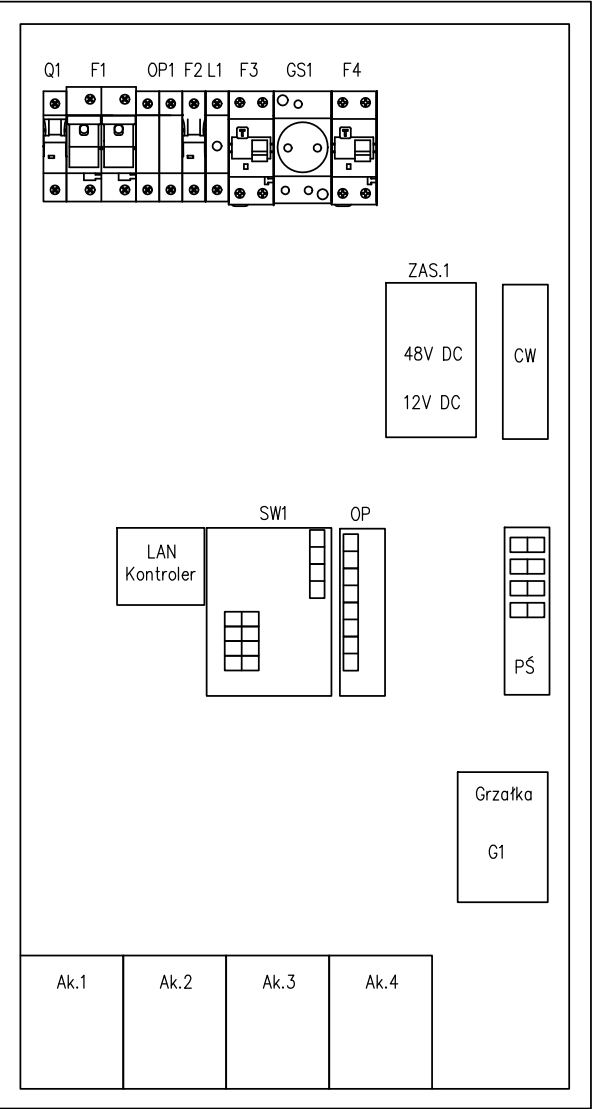 Q1 F1 OP1 F2 L1 F3 GS1 F4
ZAS.1
48V DC
12V DC
CW
SW1
OP
LAN
Kontroler
PŚ
Grzałka
G1
Ak.1 Ak.2 Ak.3 Ak.4